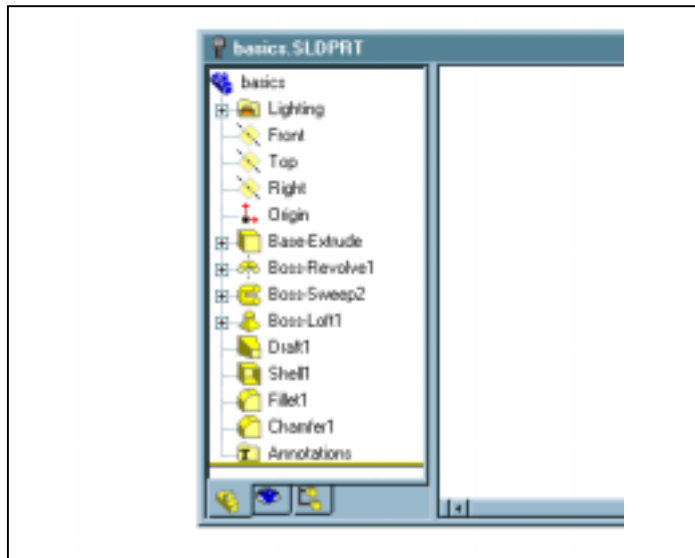 basics.SLDPRT
basics
Lighting
Front
Top
Right
Origin
Base-Extrude
Boss-Revolve1
Boss-Sweep2
Boss-Loft1
Draft1
Shell1
Fillet1
Chamfer1
Annotations